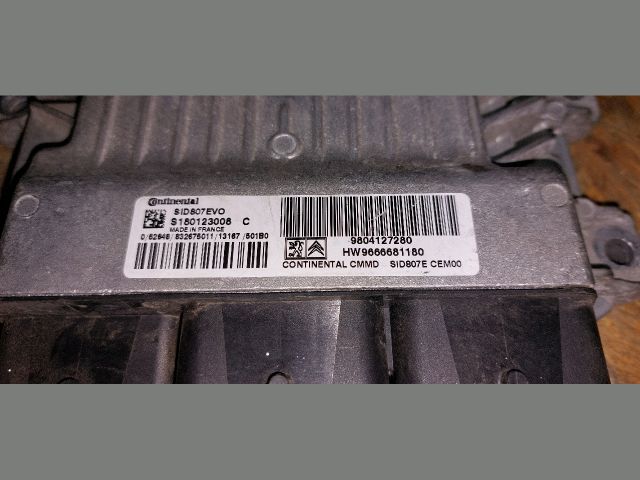 Continental
SID807EVO
S180123008 C
MADE IN FRANCE
9804127280
HW9666681180
CONTINENTAL CMMD SID807E CEM00